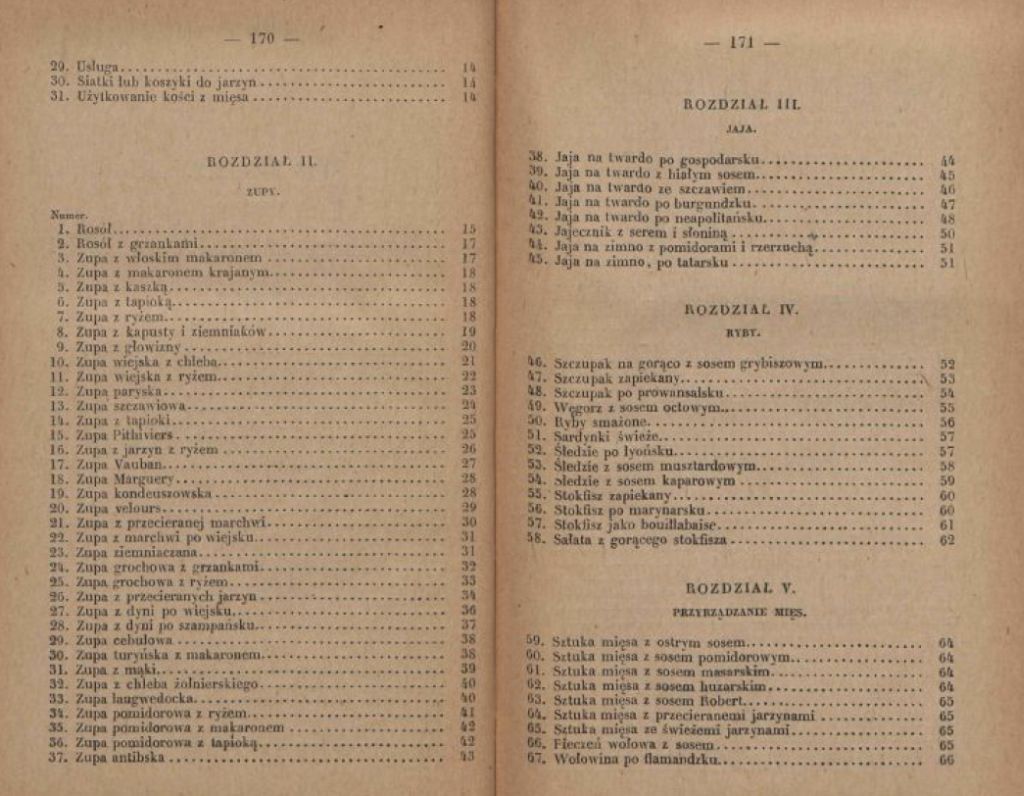 — 170 —
29. Usługa 14
30. Siatki lub koszyki do jarzyn 14
31. Użytkowanie kości z mięsa 14
ROZDZIAŁ II.
ZUPY.
Numer.
1. Rosół 15
2. Rosół z grzankami 17
3. Zupa z włoskim makaronem 17
4. Zupa z makaronem krajanym 18
5. Zupa z kaszką 18
6. Zupa z tapioką 18
7. Zupa z ryżem 18
8. Zupa z kapusty i ziemniaków 19
9. Zupa z głowizny 20
10. Zupa wiejska z chleba 21
11. Zupa wiejska z ryżem 22
12. Zupa paryska 23
13. Zupa szczawiowa 24
14. Zupa z tapioki 25
15. Zupa Pithiviers 25
16. Zupa z jarzyn z ryżem 26
17. Zupa Vauban 27
18. Zupa Marguery 28
19. Zupa kondeuszowska 28
20. Zupa velours 29
21. Zupa z przecieranej marchwi 30
22. Zupa z marchwi po wiejsku 31
23. Zupa ziemniaczana 31
24. Zupa grochowa z grzankami 32
25. Zupa grochowa z ryżem 33
26. Zupa z przecieranych jarzyn 34
27. Zupa z dyni po wiejsku 36
28. Zupa z dyni po szampańsku 37
29. Zupa cebulowa 38
30. Zupa turyńska z makaronem 38
31. Zupa z mąki 39
32. Zupa z chleba żołnierskiego 40
33. Zupa langwedocka 40
34. Zupa pomidorowa z ryżem 41
35. Zupa pomidorowa z makaronem 42
36. Zupa pomidorowa z tapioką 42
37. Zupa antibska 43
— 171 —
ROZDZIAŁ III.
JAJA.
38. Jaja na twardo po gospodarsku 44
39. Jaja na twardo z białym sosem 45
40. Jaja na twardo ze szczawiem 46
41. Jaja na twardo po burgundzku 47
42. Jaja na twardo po neapolitańsku 48
43. Jajecznik z serem i słoniną 50
44. Jaja na zimno z pomidorami i rzerzuchą 51
45. Jaja na zimno, po tatarsku 51
ROZDZIAŁ IV.
RYBY.
46. Szczupak na gorąco z sosem grybiszowym 52
47. Szczupak zapiekany 53
48. Szczupak po prowansalsku 54
49. Węgorz z sosem octowym 55
50. Ryby smażone 56
51. Sardynki świeże 57
52. Śledzie po lyońsku 57
53. Śledzie z sosem musztardowym 58
54. Śledzie z sosem kaparowym 59
55. Stokfisz zapiekany 60
56. Stokfisz po marynarsku 60
57. Stokfisz jako bouillabaise 61
58. Sałata z gorącego stokfisza 62
ROZDZIAŁ V.
PRZYRZĄDZANIE MIĘS.
59. Sztuka mięsa z ostrym sosem 64
60. Sztuka mięsa z sosem pomidorowym 64
61. Sztuka mięsa z sosem masarskim 64
62. Sztuka mięsa z sosem huzarskim 64
63. Sztuka mięsa z sosem Robert 65
64. Sztuka mięsa z przecieranemi jarzynami 65
65. Sztuka mięsa ze świeżemi jarzynami 65
66. Pieczeń wołowa z sosem 65
67. Wołowina po flamandzku 66